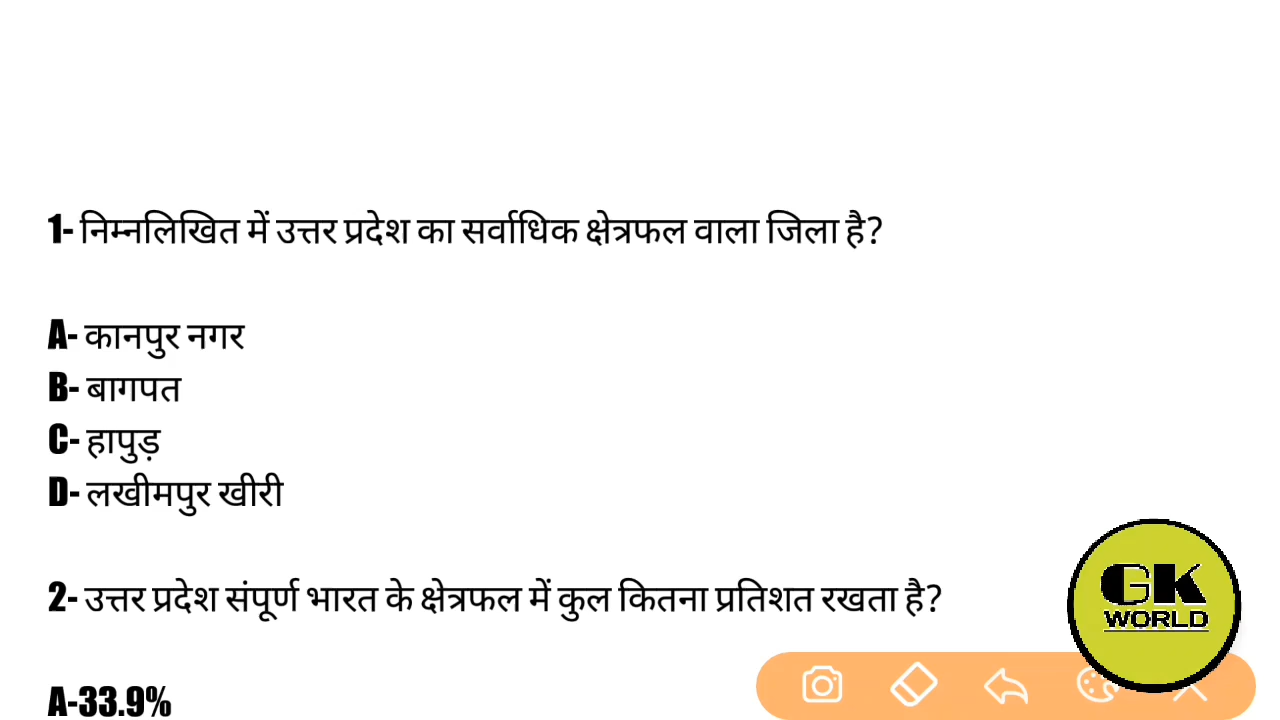 1- निम्नलिखित में उत्तर प्रदेश का सर्वाधिक क्षेत्रफल वाला जिला है?
A- कानपुर नगर
B- बागपत
C- हापुड़
D- लखीमपुर खीरी
2- उत्तर प्रदेश संपूर्ण भारत के क्षेत्रफल में कुल कितना प्रतिशत रखता है?
A-33.9%
GK
WORLD